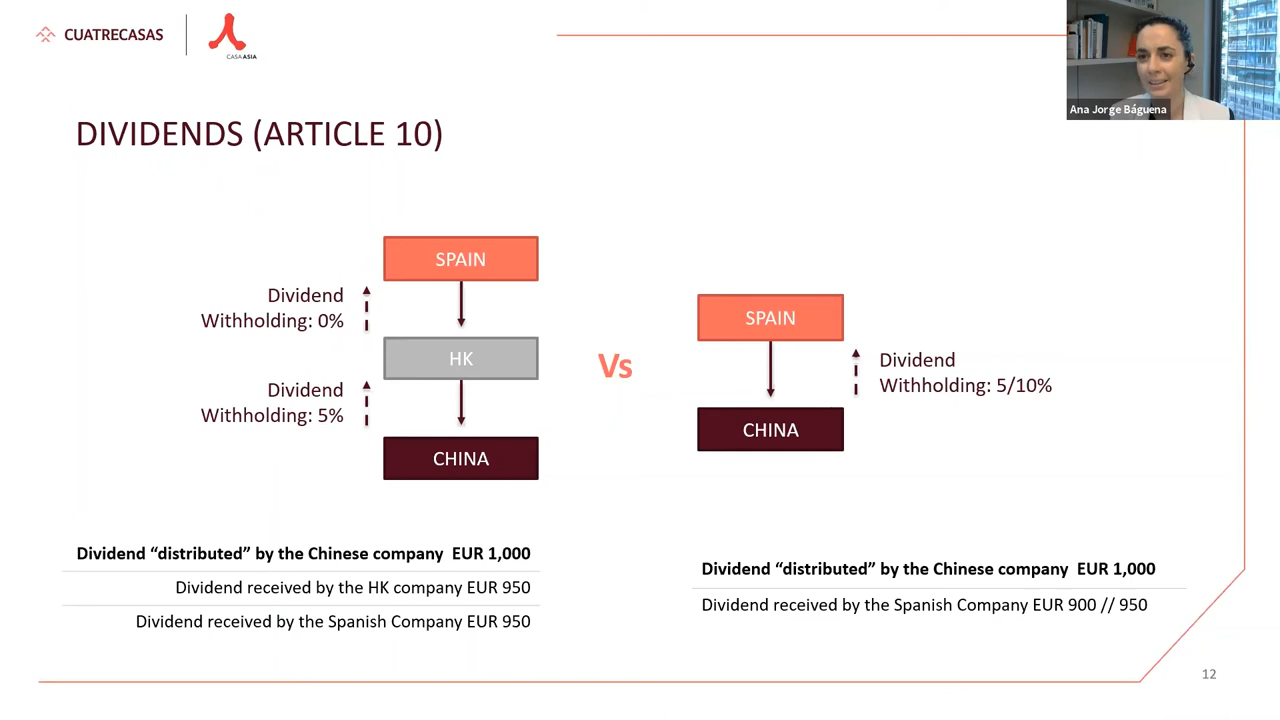 CUATRECASAS
CASAASIA
Ana Jorge Báguena
DIVIDENDS (ARTICLE 10)
SPAIN
Dividend
Withholding: 0%
HK
Dividend
Withholding: 5%
CHINA
Vs
SPAIN
Dividend
Withholding: 5/10%
CHINA
Dividend “distributed” by the Chinese company EUR 1,000
Dividend received by the HK company EUR 950
Dividend received by the Spanish Company EUR 950
Dividend “distributed” by the Chinese company EUR 1,000
Dividend received by the Spanish Company EUR 900 // 950
12